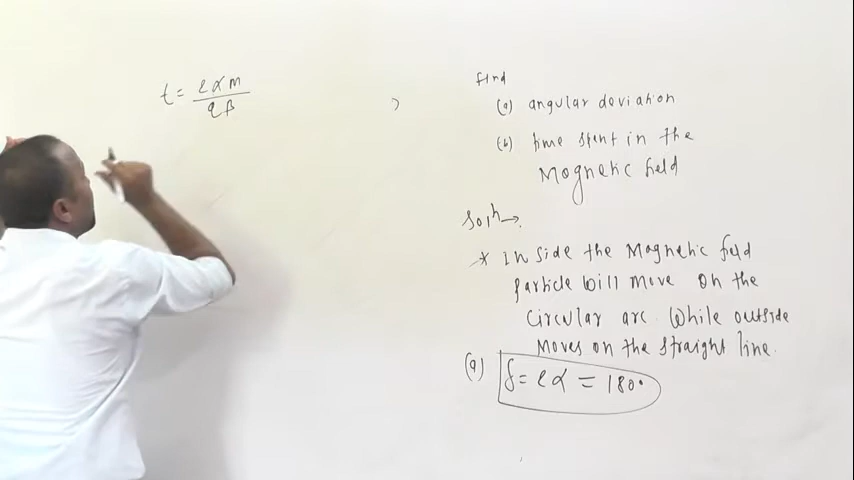 t = 2αm / qB
find
(a) angular deviation
(b) time spent in the
Magnetic field
Solⁿ→
* Inside the Magnetic field
particle will move on the
circular arc. While outside
moves on the straight line.
(a) δ = 2α = 180°